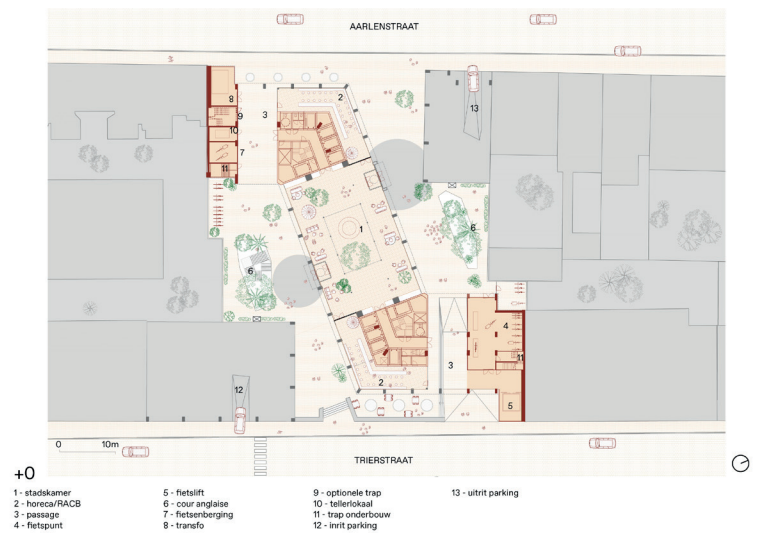 AARLENSTRAAT
8
9
10
7
11
3
2
13
1
6
6
4
11
3
5
2
12
0 10m
TRIERSTRAAT
+0
1 - stadskamer
2 - horeca/RACB
3 - passage
4 - fietspunt
5 - fietslift
6 - cour anglaise
7 - fietsenberging
8 - transfo
9 - optionele trap
10 - tellerlokaal
11 - trap onderbouw
12 - inrit parking
13 - uitrit parking